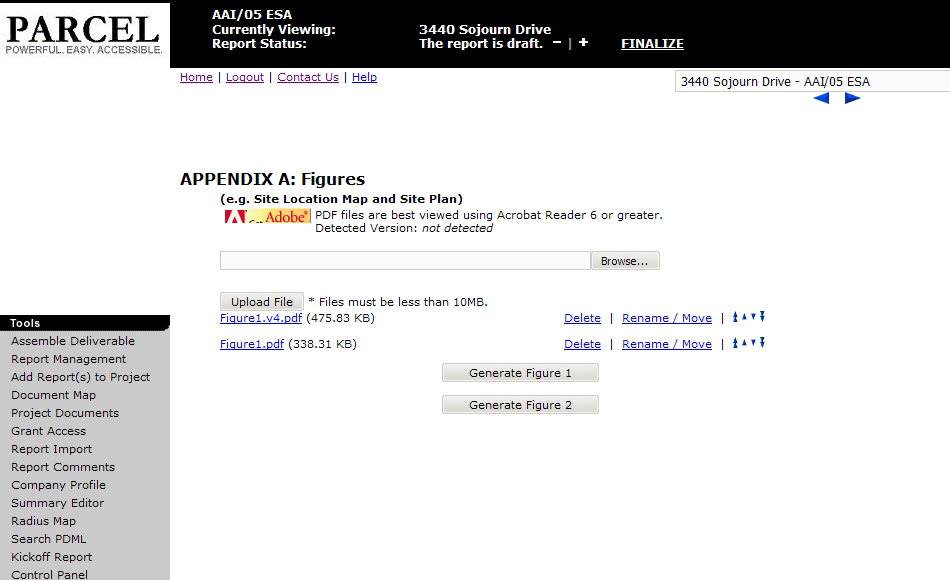 PARCEL
POWERFUL. EASY. ACCESSIBLE.
AAI/05 ESA
Currently Viewing: 3440 Sojourn Drive
Report Status: The report is draft. − | + FINALIZE
Home | Logout | Contact Us | Help
3440 Sojourn Drive - AAI/05 ESA
APPENDIX A: Figures
(e.g. Site Location Map and Site Plan)
Adobe® PDF files are best viewed using Acrobat Reader 6 or greater.
Detected Version: not detected
Browse...
Upload File * Files must be less than 10MB.
Figure1.v4.pdf (475.83 KB) Delete | Rename / Move |
Figure1.pdf (338.31 KB) Delete | Rename / Move |
Generate Figure 1
Generate Figure 2
Tools
Assemble Deliverable
Report Management
Add Report(s) to Project
Document Map
Project Documents
Grant Access
Report Import
Report Comments
Company Profile
Summary Editor
Radius Map
Search PDML
Kickoff Report
Control Panel